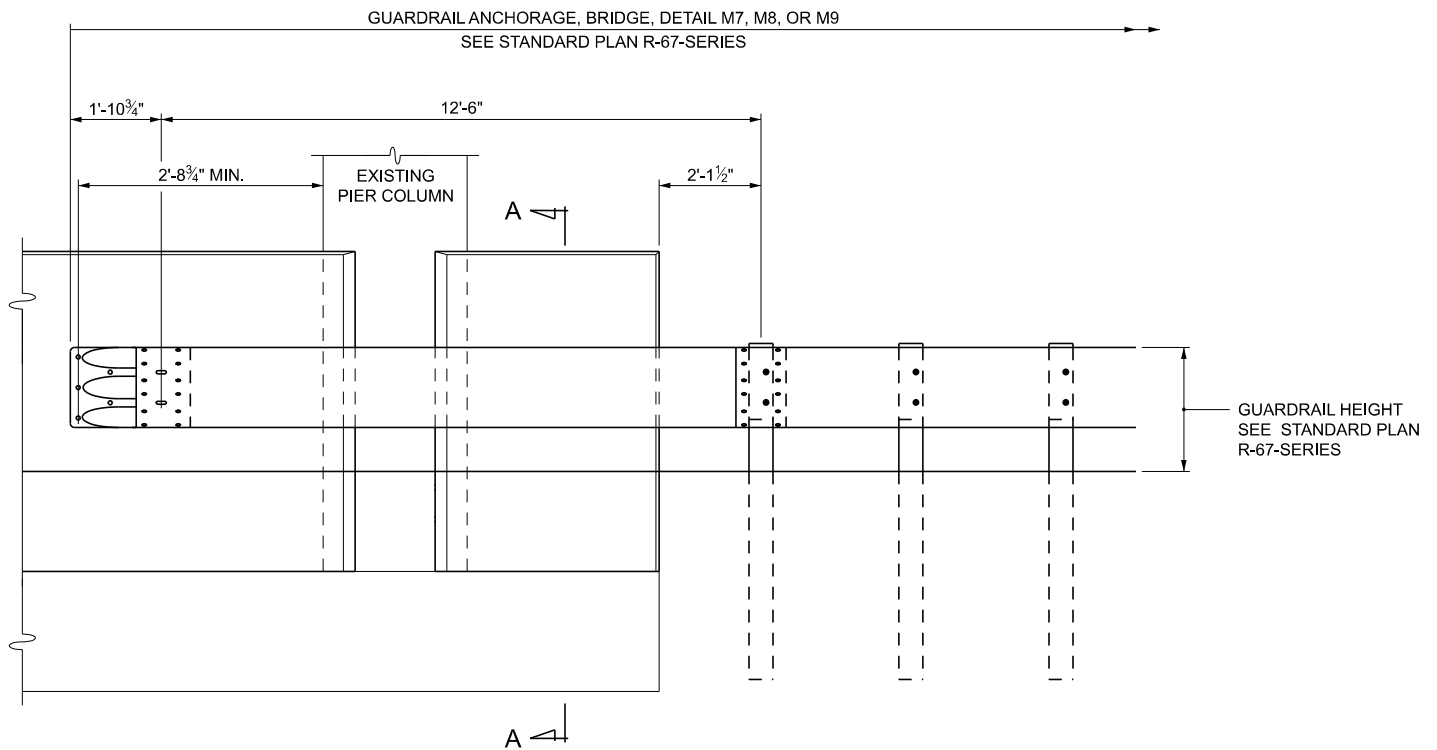 GUARDRAIL ANCHORAGE, BRIDGE, DETAIL M7, M8, OR M9
SEE STANDARD PLAN R-67-SERIES
1'-10¾"
12'-6"
2'-8¾" MIN.
EXISTING
PIER COLUMN
2'-1½"
A
GUARDRAIL HEIGHT
SEE STANDARD PLAN
R-67-SERIES
A